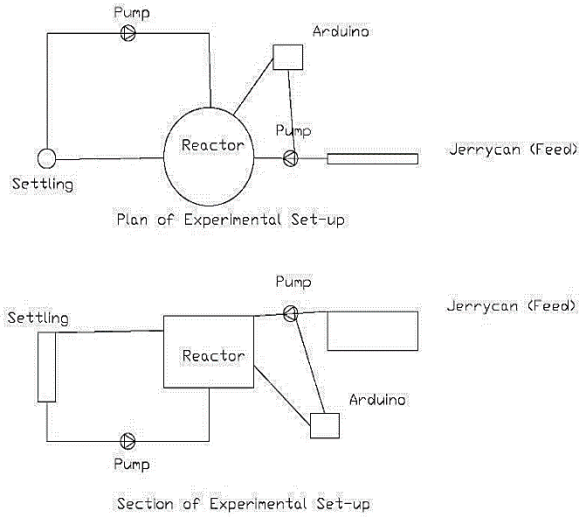 Pump
Arduino
Pump
Reactor
Jerrycan (Feed)
Settling
Plan of Experimental Set-up
Pump
Settling
Jerrycan (Feed)
Reactor
Arduino
Pump
Section of Experimental Set-up